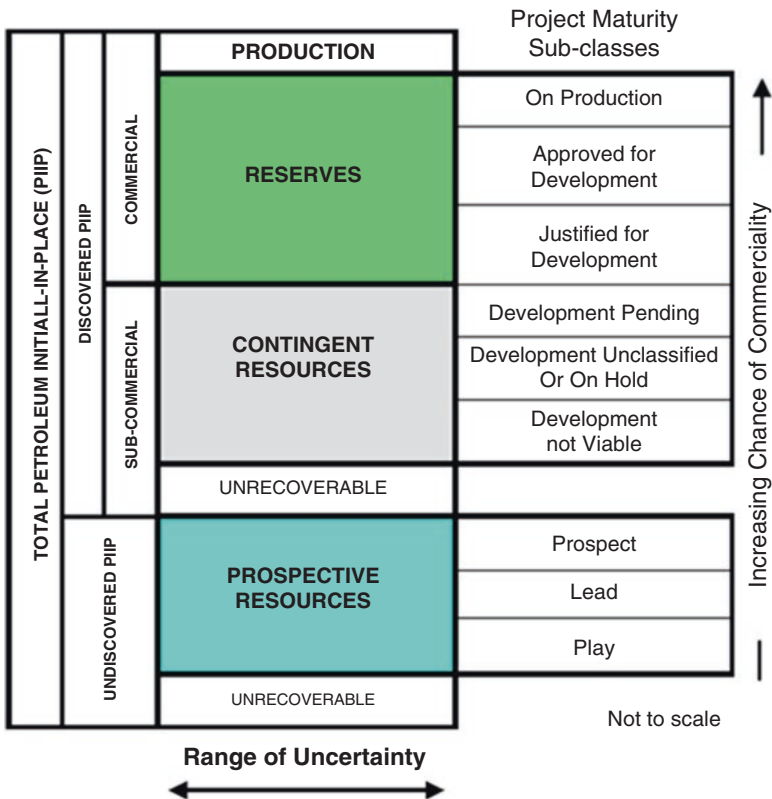 Project Maturity
Sub-classes
TOTAL PETROLEUM INITIALL-IN-PLACE (PIIP)
DISCOVERED PIIP
COMMERCIAL
PRODUCTION
RESERVES
On Production
Approved for
Development
Justified for
Development
SUB-COMMERCIAL
CONTINGENT
RESOURCES
Development Pending
Development Unclassified
Or On Hold
Development
not Viable
UNRECOVERABLE
UNDISCOVERED PIIP
PROSPECTIVE
RESOURCES
Prospect
Lead
Play
UNRECOVERABLE
Increasing Chance of Commerciality
Not to scale
Range of Uncertainty